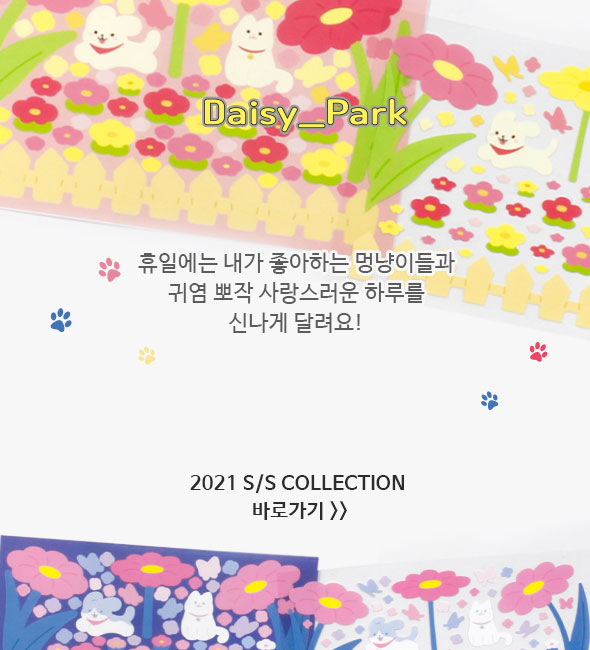 Daisy_Park
휴일에는 내가 좋아하는 멍냥이들과
귀염 뽀작 사랑스러운 하루를
신나게 달려요!
2021 S/S COLLECTION
바로가기 >>